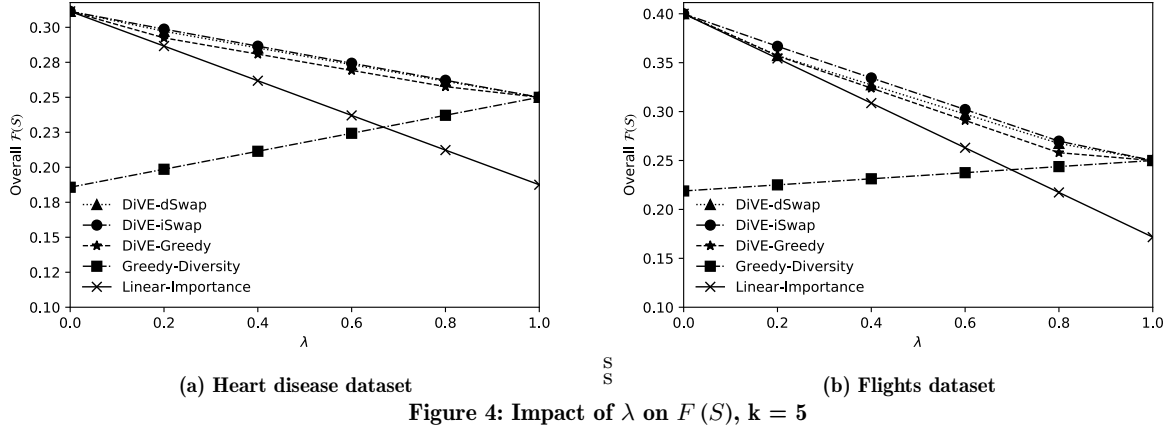 0.30
0.28
0.25
0.23
0.20
0.18
0.15
0.12
0.10
Overall F(S)
DiVE-dSwap
DiVE-iSwap
DiVE-Greedy
Greedy-Diversity
Linear-Importance
0.0 0.2 0.4 0.6 0.8 1.0
λ
(a) Heart disease dataset
0.40
0.35
0.30
0.25
0.20
0.15
0.10
Overall F(S)
DiVE-dSwap
DiVE-iSwap
DiVE-Greedy
Greedy-Diversity
Linear-Importance
0.0 0.2 0.4 0.6 0.8 1.0
λ
s
s
(b) Flights dataset
Figure 4: Impact of λ on F (S), k = 5